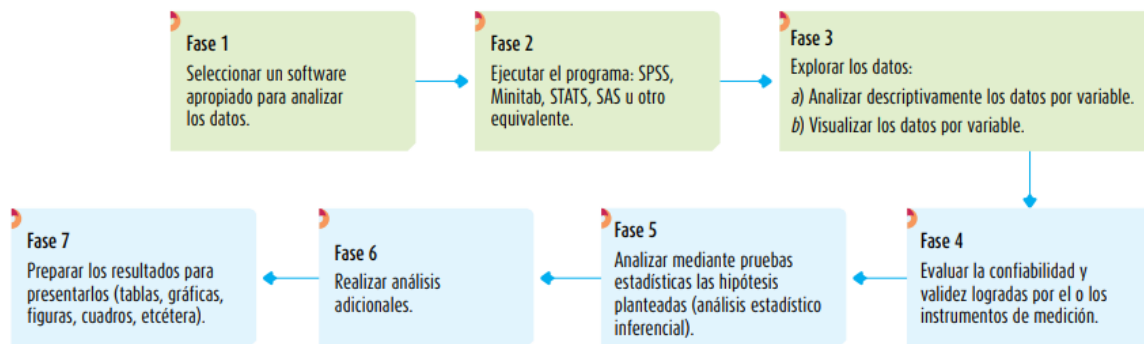 Fase 1
Seleccionar un software
apropiado para analizar
los datos.
Fase 2
Ejecutar el programa: SPSS,
Minitab, STATS, SAS u otro
equivalente.
Fase 3
Explorar los datos:
a) Analizar descriptivamente los datos por variable.
b) Visualizar los datos por variable.
Fase 4
Evaluar la confiabilidad y
validez logradas por el o los
instrumentos de medición.
Fase 5
Analizar mediante pruebas
estadísticas las hipótesis
planteadas (análisis estadístico
inferencial).
Fase 6
Realizar análisis
adicionales.
Fase 7
Preparar los resultados para
presentarlos (tablas, gráficas,
figuras, cuadros, etcétera).